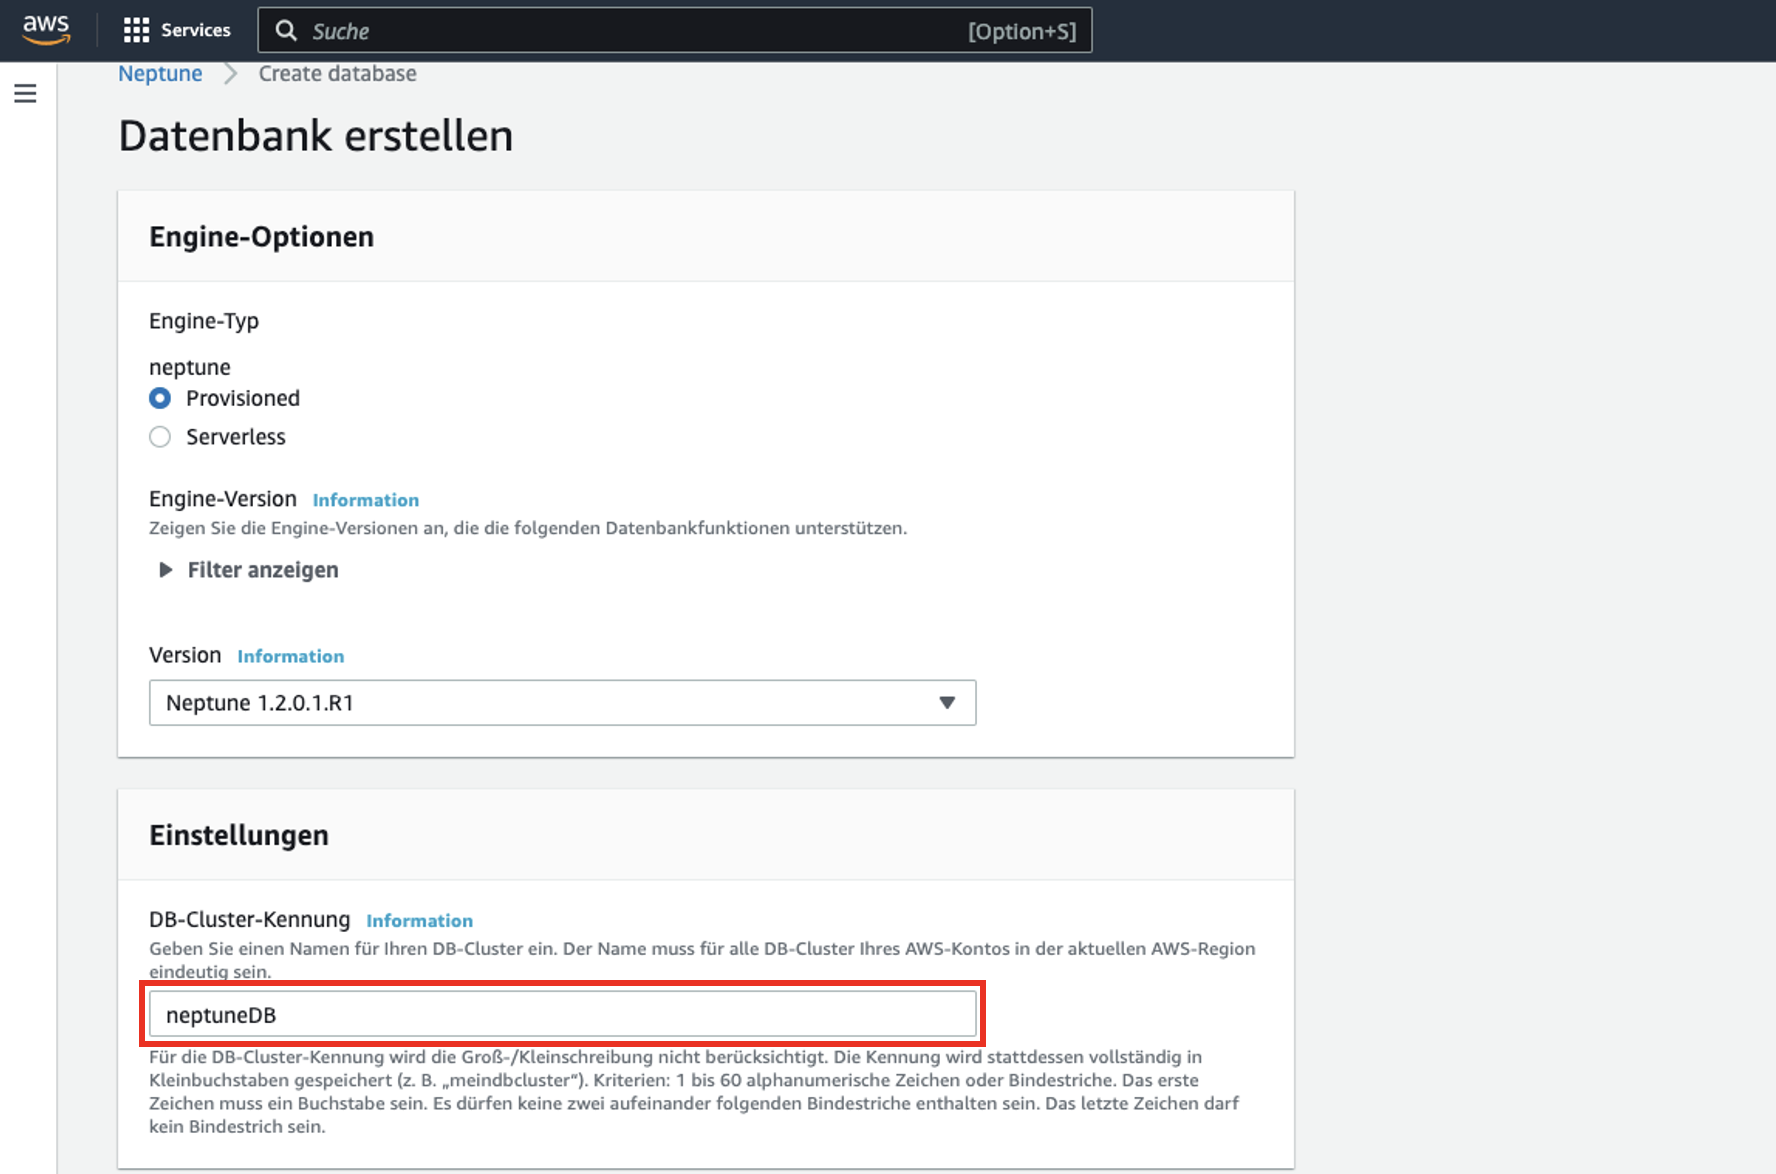 aws
Services
Suche
[Option+S]
Neptune
Create database
Datenbank erstellen
Engine-Optionen
Engine-Typ
neptune
Provisioned
Serverless
Engine-Version Information
Zeigen Sie die Engine-Versionen an, die die folgenden Datenbankfunktionen unterstützen.
Filter anzeigen
Version Information
Neptune 1.2.0.1.R1
Einstellungen
DB-Cluster-Kennung Information
Geben Sie einen Namen für Ihren DB-Cluster ein. Der Name muss für alle DB-Cluster Ihres AWS-Kontos in der aktuellen AWS-Region
eindeutig sein.
neptuneDB
Für die DB-Cluster-Kennung wird die Groß-/Kleinschreibung nicht berücksichtigt. Die Kennung wird stattdessen vollständig in
Kleinbuchstaben gespeichert (z. B. „meindbcluster“). Kriterien: 1 bis 60 alphanumerische Zeichen oder Bindestriche. Das erste
Zeichen muss ein Buchstabe sein. Es dürfen keine zwei aufeinander folgenden Bindestriche enthalten sein. Das letzte Zeichen darf
kein Bindestrich sein.